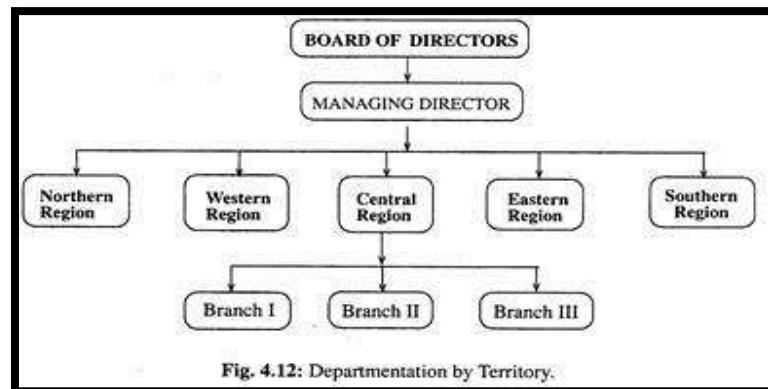 BOARD OF DIRECTORS
MANAGING DIRECTOR
Northern
Region
Western
Region
Central
Region
Eastern
Region
Southern
Region
Branch I
Branch II
Branch III
Fig. 4.12: Departmentation by Territory.